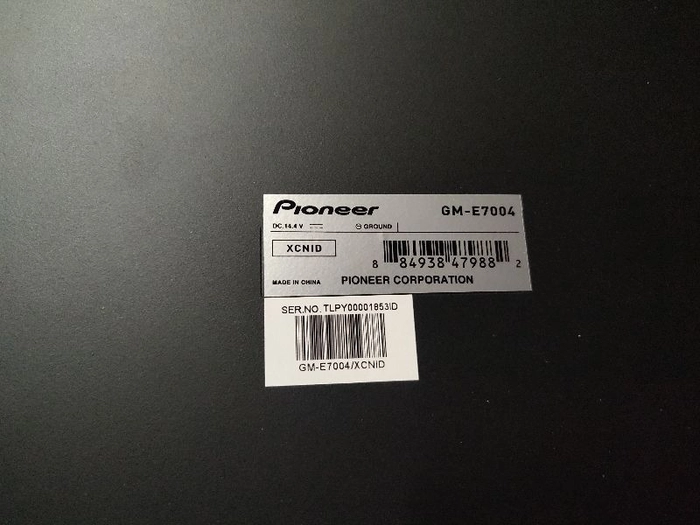 Pioneer GM-E7004
DC.14.4 V ⊖ GROUND
XCNID
8 84938 47988 2
MADE IN CHINA PIONEER CORPORATION
SER.NO. TLPY00001853ID
GM-E7004/XCNID